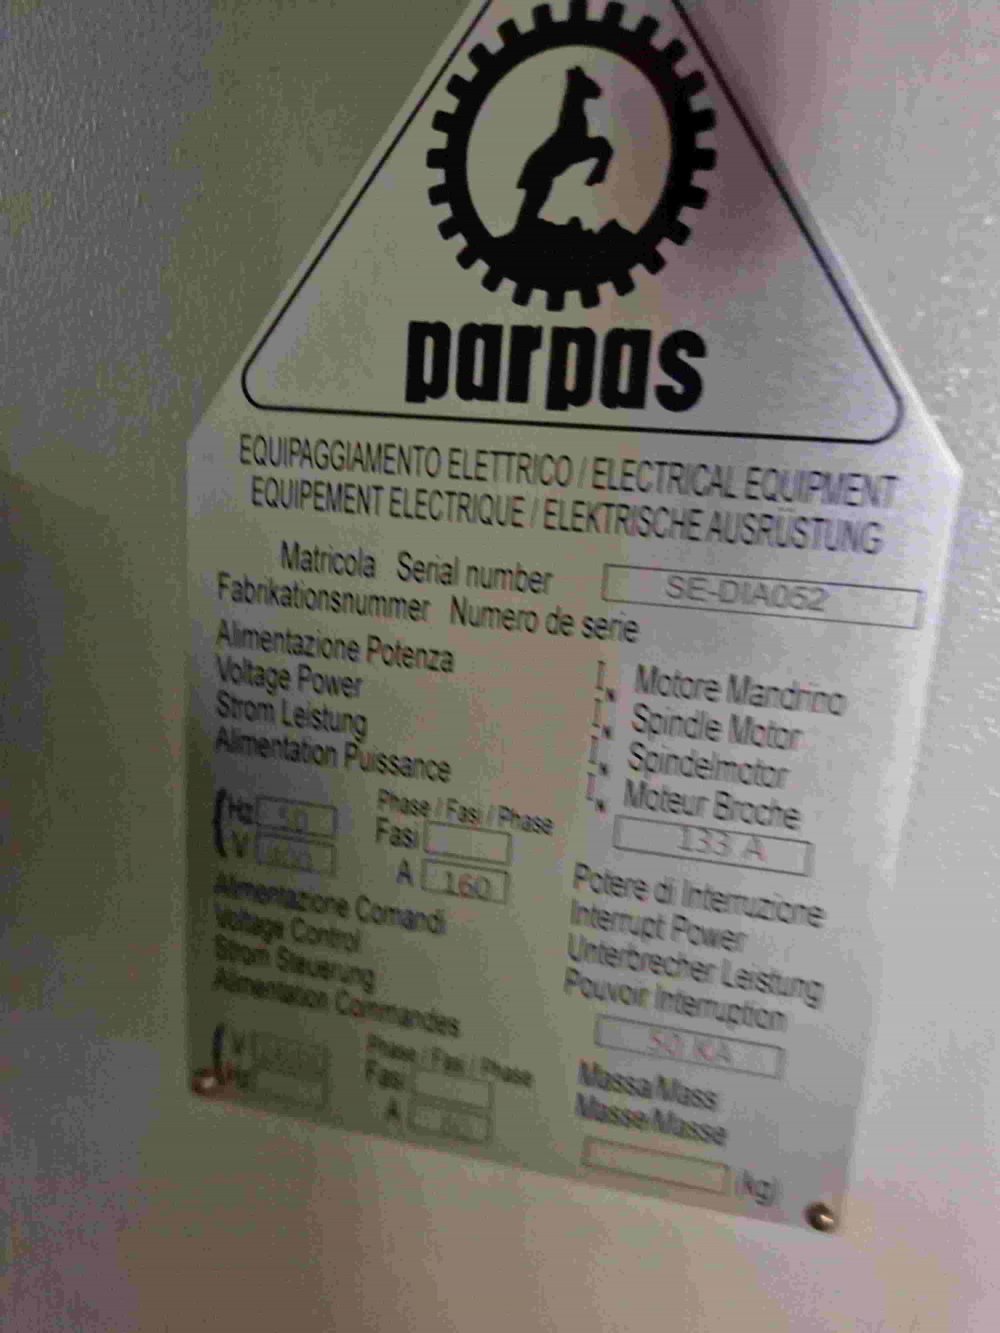 parpas
EQUIPAGGIAMENTO ELETTRICO / ELECTRICAL EQUIPMENT
EQUIPEMENT ELECTRIQUE / ELEKTRISCHE AUSRÜSTUNG
Matricola Serial number
Fabrikationsnummer Numero de serie
SE-DIA052
Alimentazione Potenza
Voltage Power
Strom Leistung
Alimentation Puissance
Hz 50
V
Phase / Fasi / Phase
Fasi
A 160
I Motore Mandrino
I Spindle Motor
I Spindelmotor
I Moteur Broche
133 A
Alimentazione Comandi
Voltage Control
Strom Steuerung
Alimentation Commandes
V
Hz
Phase / Fasi / Phase
Fasi
A
Potere di Interruzione
Interrupt Power
Unterbrecher Leistung
Pouvoir Interruption
50 KA
Massa/Mass
Masse/Masse
(kg)